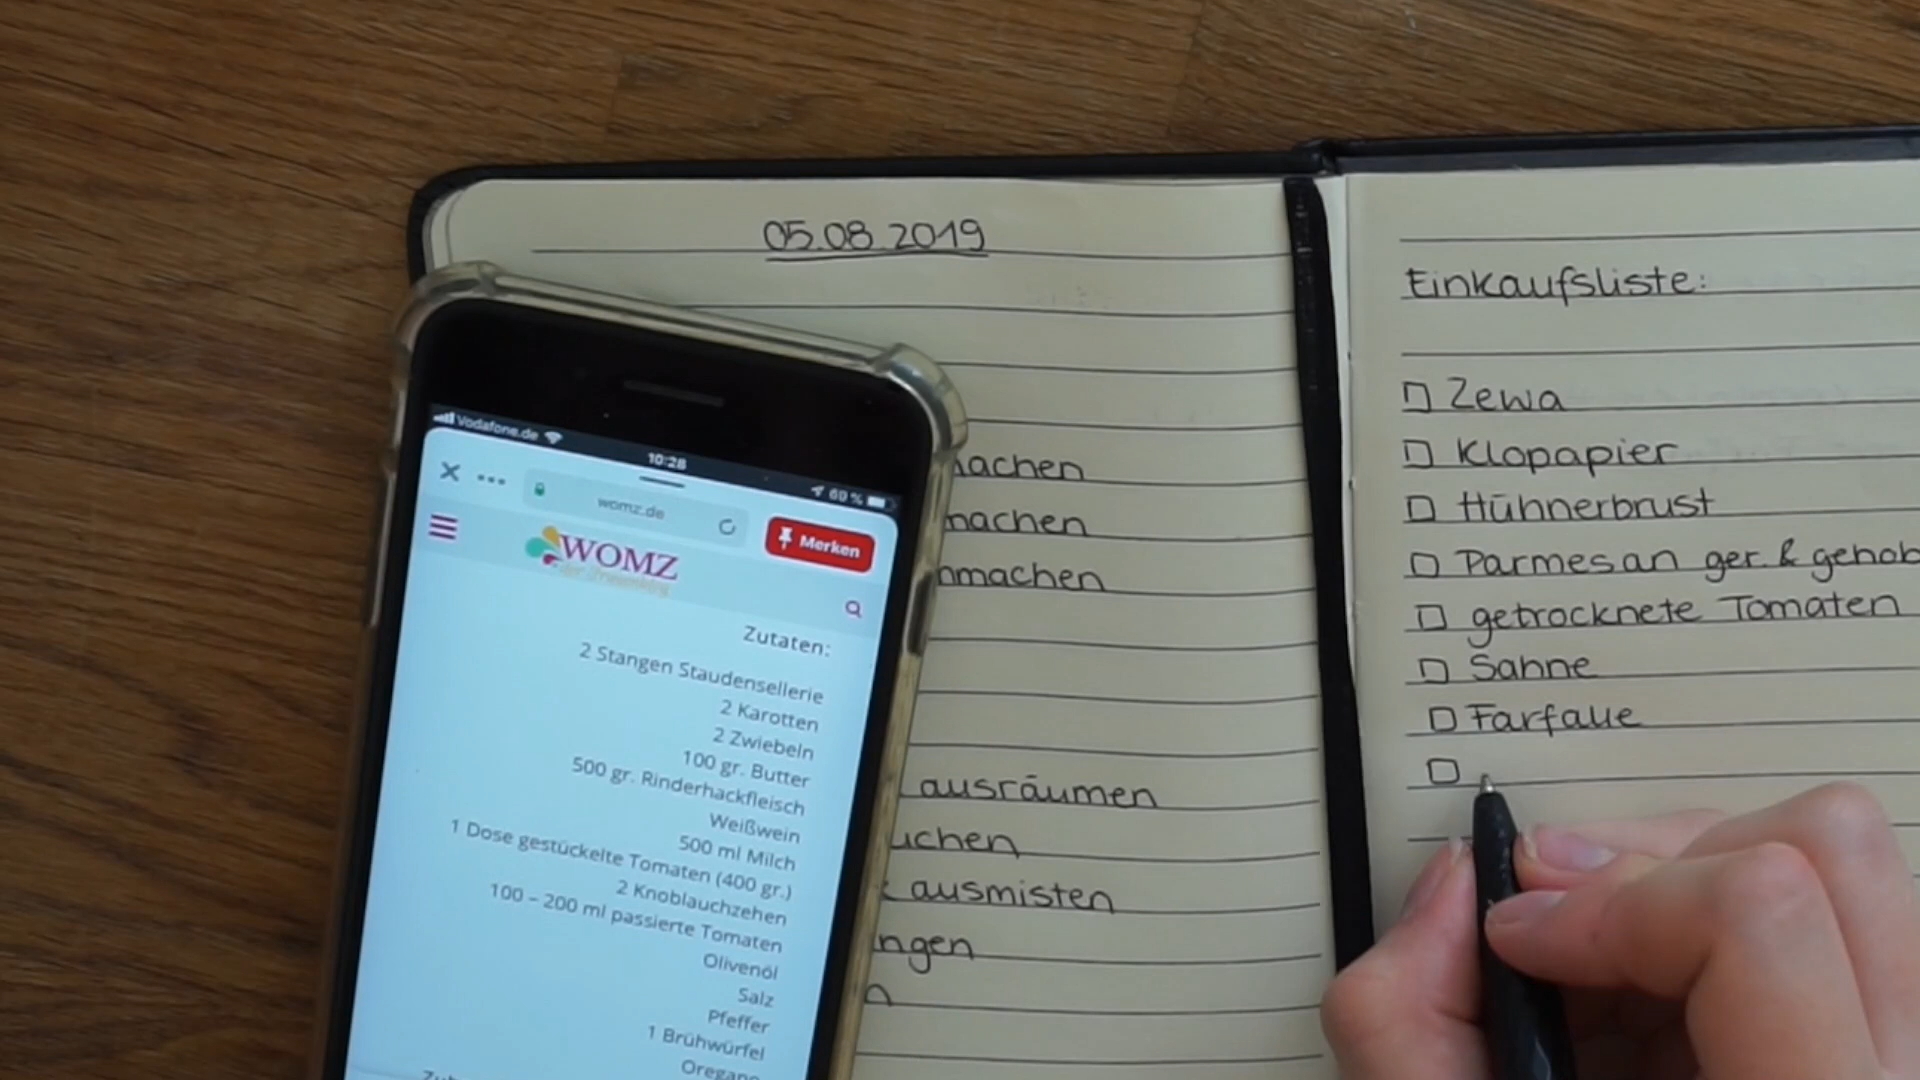 05.08.2019
machen
machen
nmachen
ausräumen
uchen
ausmisten
ngen
n
Vodafone.de
10:28
69 %
womz.de
Merken
WOMZ
Zutaten:
2 Stangen Staudensellerie
2 Karotten
2 Zwiebeln
100 gr. Butter
500 gr. Rinderhackfleisch
Weißwein
500 ml Milch
1 Dose gestückelte Tomaten (400 gr.)
2 Knoblauchzehen
100 – 200 ml passierte Tomaten
Olivenöl
Salz
Pfeffer
1 Brühwürfel
Oregano
Einkaufsliste:
Zewa
Klopapier
Hühnerbrust
Parmesan ger. & gehob
getrocknete Tomaten
Sahne
Farfalle